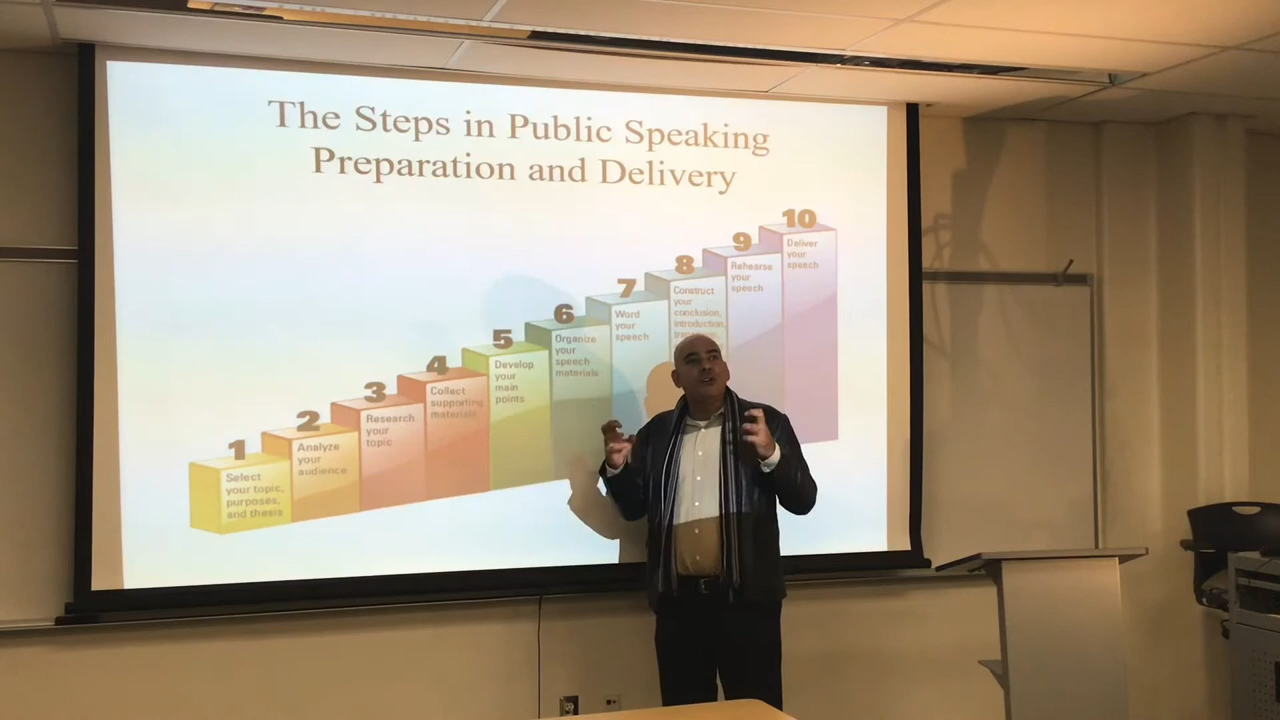 The Steps in Public Speaking
Preparation and Delivery
1
Select
your topic,
purposes,
and thesis
2
Analyze
your
audience
3
Research
your
topic
4
Collect
supporting
materials
5
Develop
your
main
points
6
Organize
your
speech
materials
7
Word
your
speech
8
Construct
your
conclusion,
introduction,
9
Rehearse
your
speech
10
Deliver
your
speech